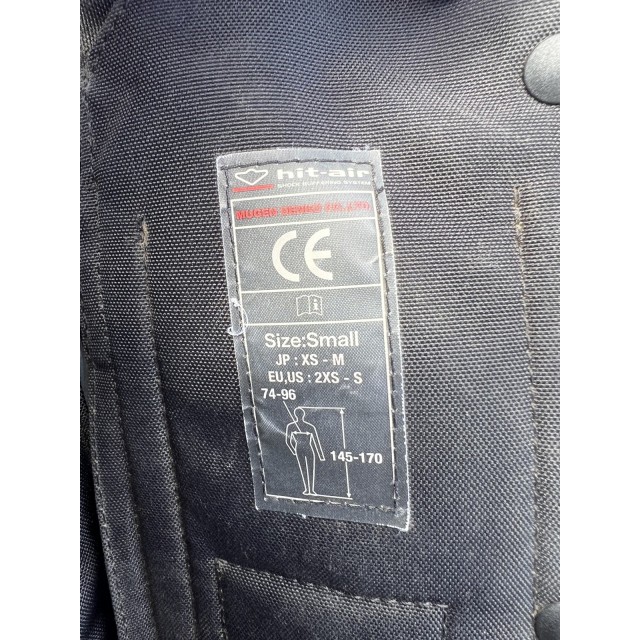 hit-air
SHOCK BUFFERING SYSTEM
MUGEN DENKO CO.,LTD.
CE
i
Size:Small
JP : XS - M
EU,US : 2XS - S
74-96
145-170